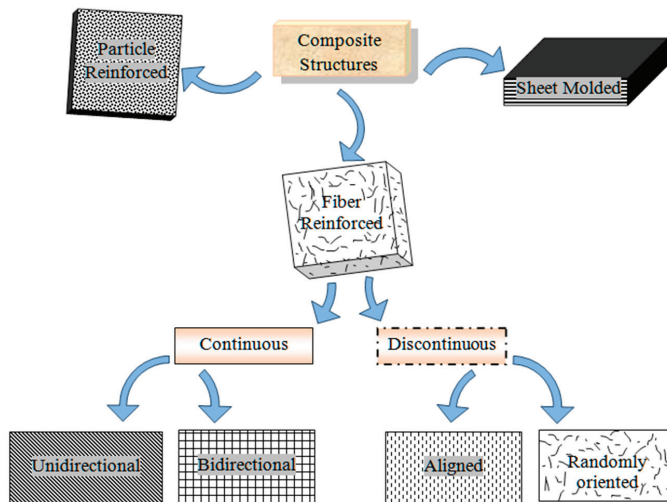 Particle
Reinforced
Composite
Structures
Sheet Molded
Fiber
Reinforced
Continuous
Discontinuous
Unidirectional
Bidirectional
Aligned
Randomly
oriented